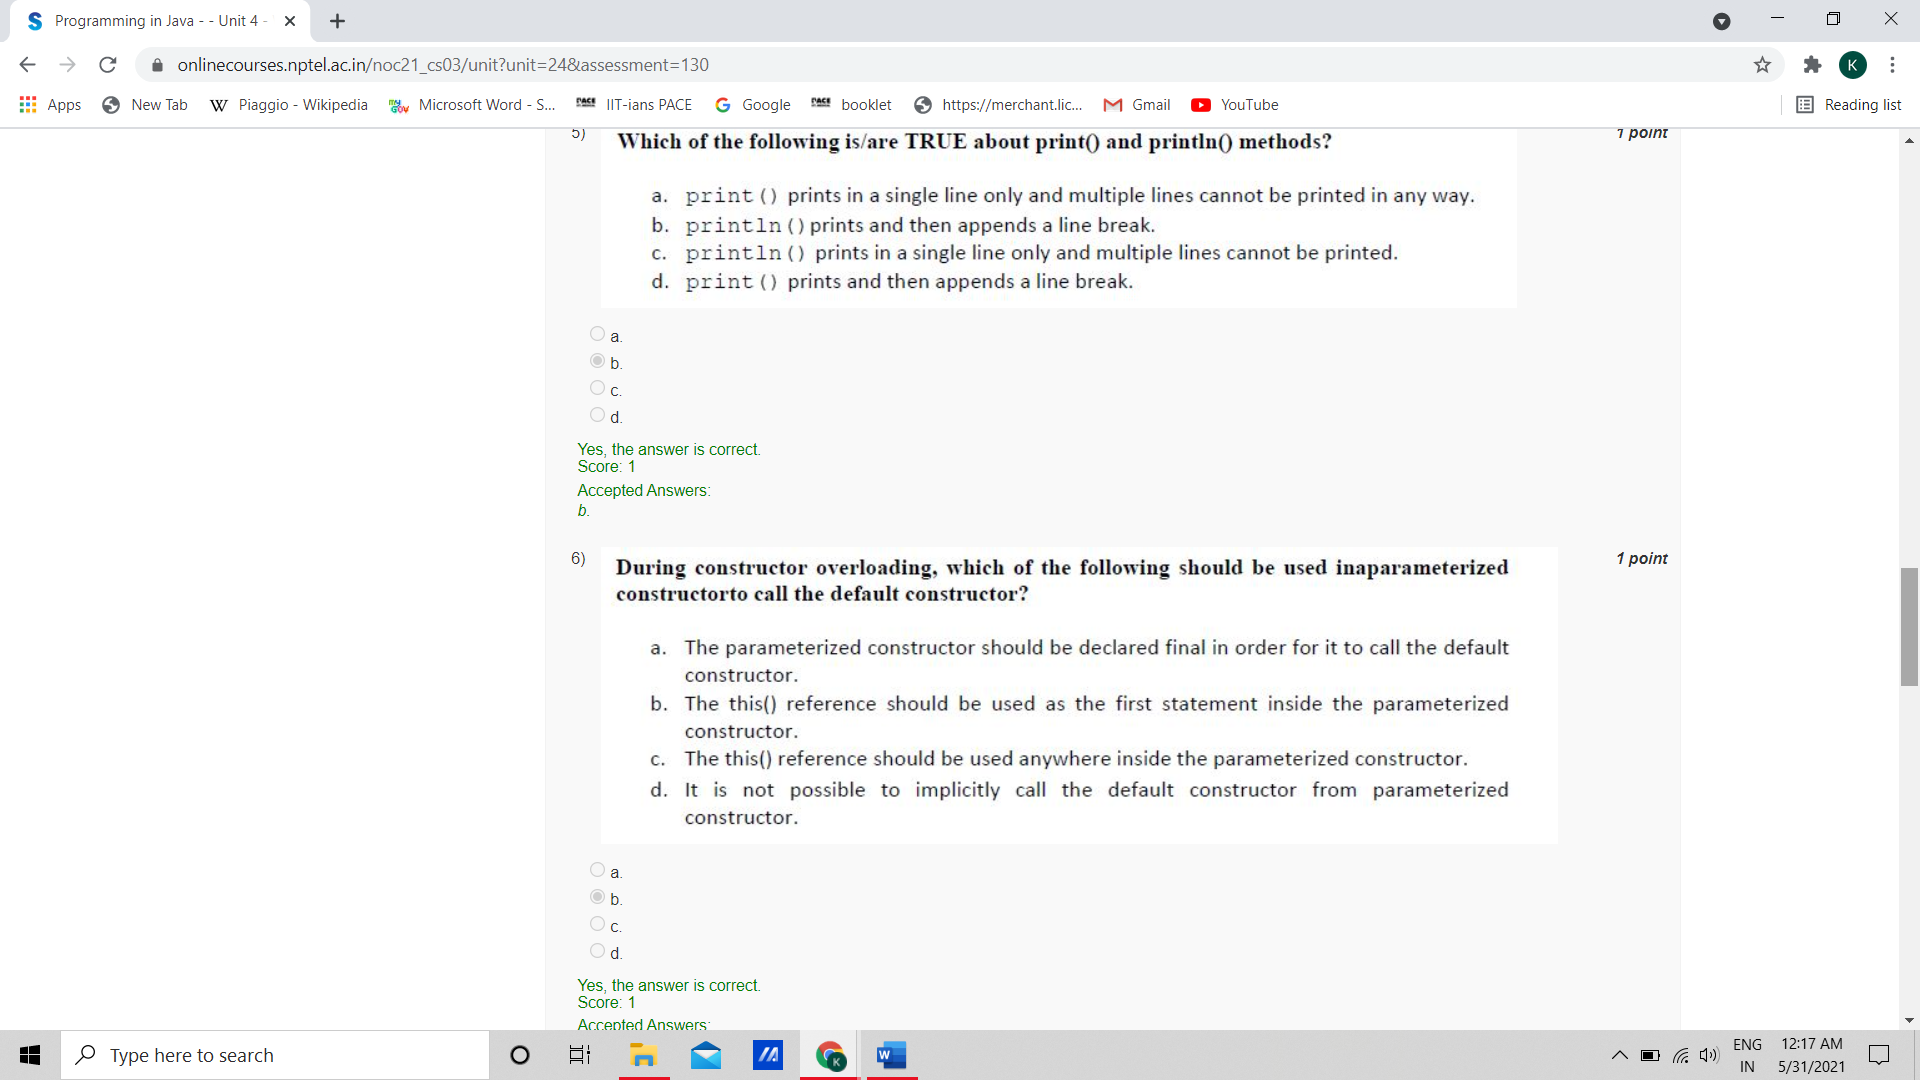 Programming in Java - - Unit 4 -
onlinecourses.nptel.ac.in/noc21_cs03/unit?unit=24&assessment=130
K
Apps
New Tab
W Piaggio - Wikipedia
Microsoft Word - S...
PACE IIT-ians PACE
G Google
PACE booklet
https://merchant.lic...
M Gmail
YouTube
Reading list
5)
Which of the following is/are TRUE about print() and println() methods?
1 point
a. print() prints in a single line only and multiple lines cannot be printed in any way.
b. println() prints and then appends a line break.
c. println() prints in a single line only and multiple lines cannot be printed.
d. print() prints and then appends a line break.
a.
b.
c.
d.
Yes, the answer is correct.
Score: 1
Accepted Answers:
b.
6)
During constructor overloading, which of the following should be used inaparameterized
constructorto call the default constructor?
1 point
a. The parameterized constructor should be declared final in order for it to call the default
constructor.
b. The this() reference should be used as the first statement inside the parameterized
constructor.
c. The this() reference should be used anywhere inside the parameterized constructor.
d. It is not possible to implicitly call the default constructor from parameterized
constructor.
a.
b.
c.
d.
Yes, the answer is correct.
Score: 1
Accepted Answers:
Type here to search
K
W
ENG
IN
12:17 AM
5/31/2021